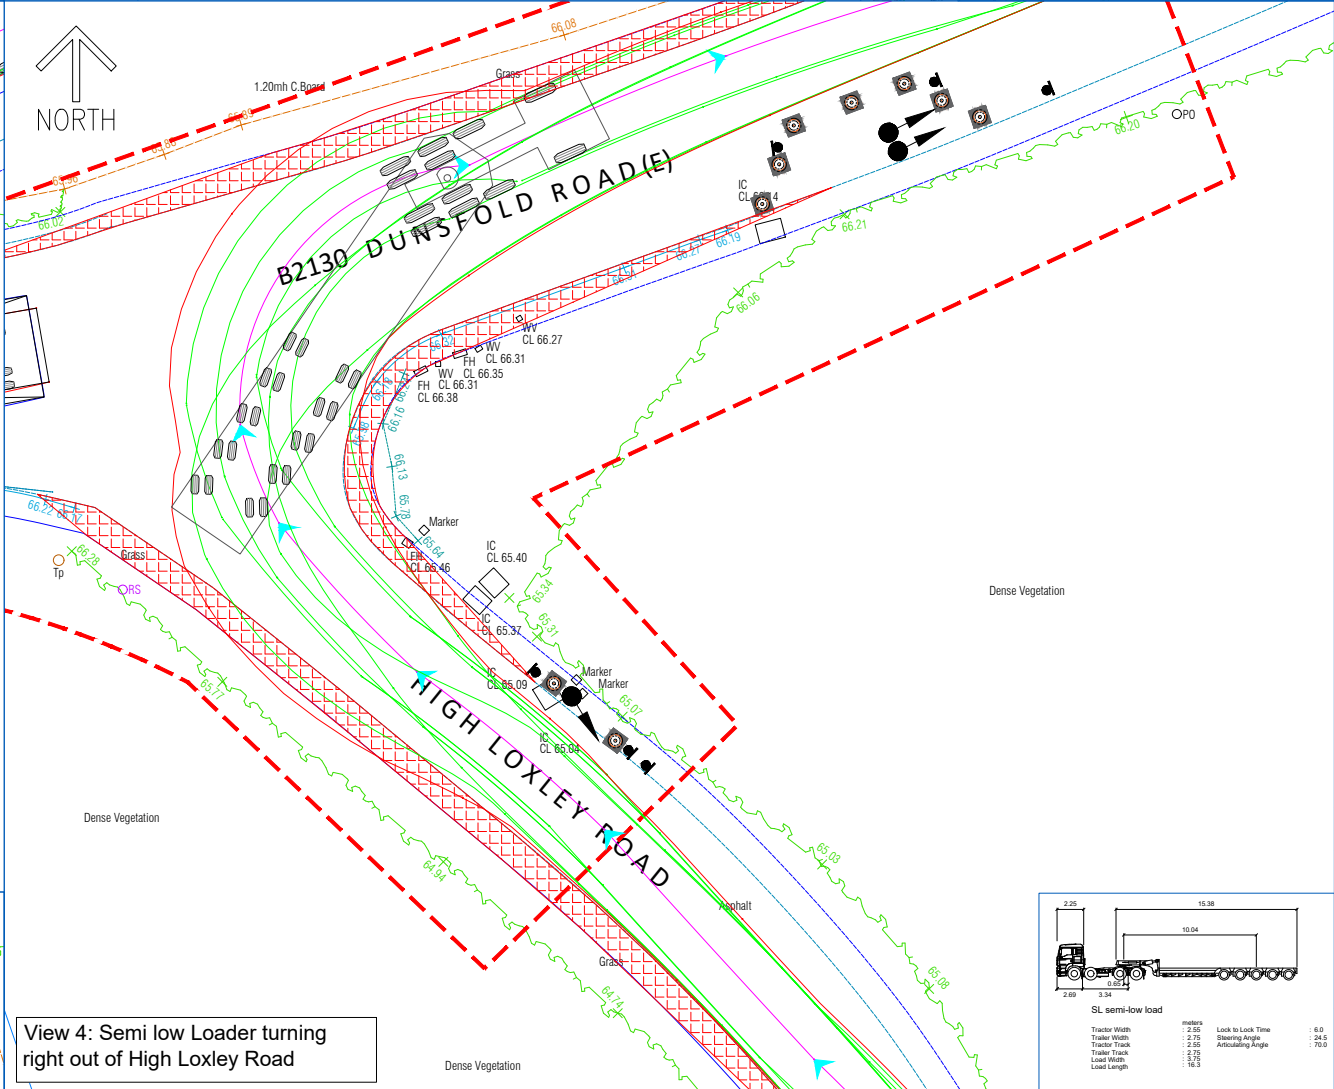 NORTH
1.20mh C.Board
Grass
66.08
P0
66.20
IC
66.21
66.19
66.27
66.06
B2130 DUNSFOLD ROAD (E)
WV
CL 66.27
WV
CL 66.31
FH
CL 66.35
WV
CL 66.31
FH
CL 66.38
66.16
66.13
65.78
65.64
66.02
66.22
Marker
CL 65.46
IC
CL 65.40
IC
CL 65.37
65.34
65.31
Grass
66.28
Tp
RS
65.77
IC
CL 65.09
Marker
Marker
65.07
IC
CL 65.04
HIGH LOXLEY ROAD
Dense Vegetation
Dense Vegetation
64.94
65.03
Asphalt
Grass
65.08
64.74
Dense Vegetation
View 4: Semi low Loader turning
right out of High Loxley Road
2.25
15.38
10.04
0.65
2.69
3.34
SL semi-low load
meters
Tractor Width : 2.55
Trailer Width : 2.75
Tractor Track : 2.55
Trailer Track : 2.75
Load Width : 3.75
Load Length : 16.3
Lock to Lock Time : 6.0
Steering Angle : 24.5
Articulating Angle : 70.0